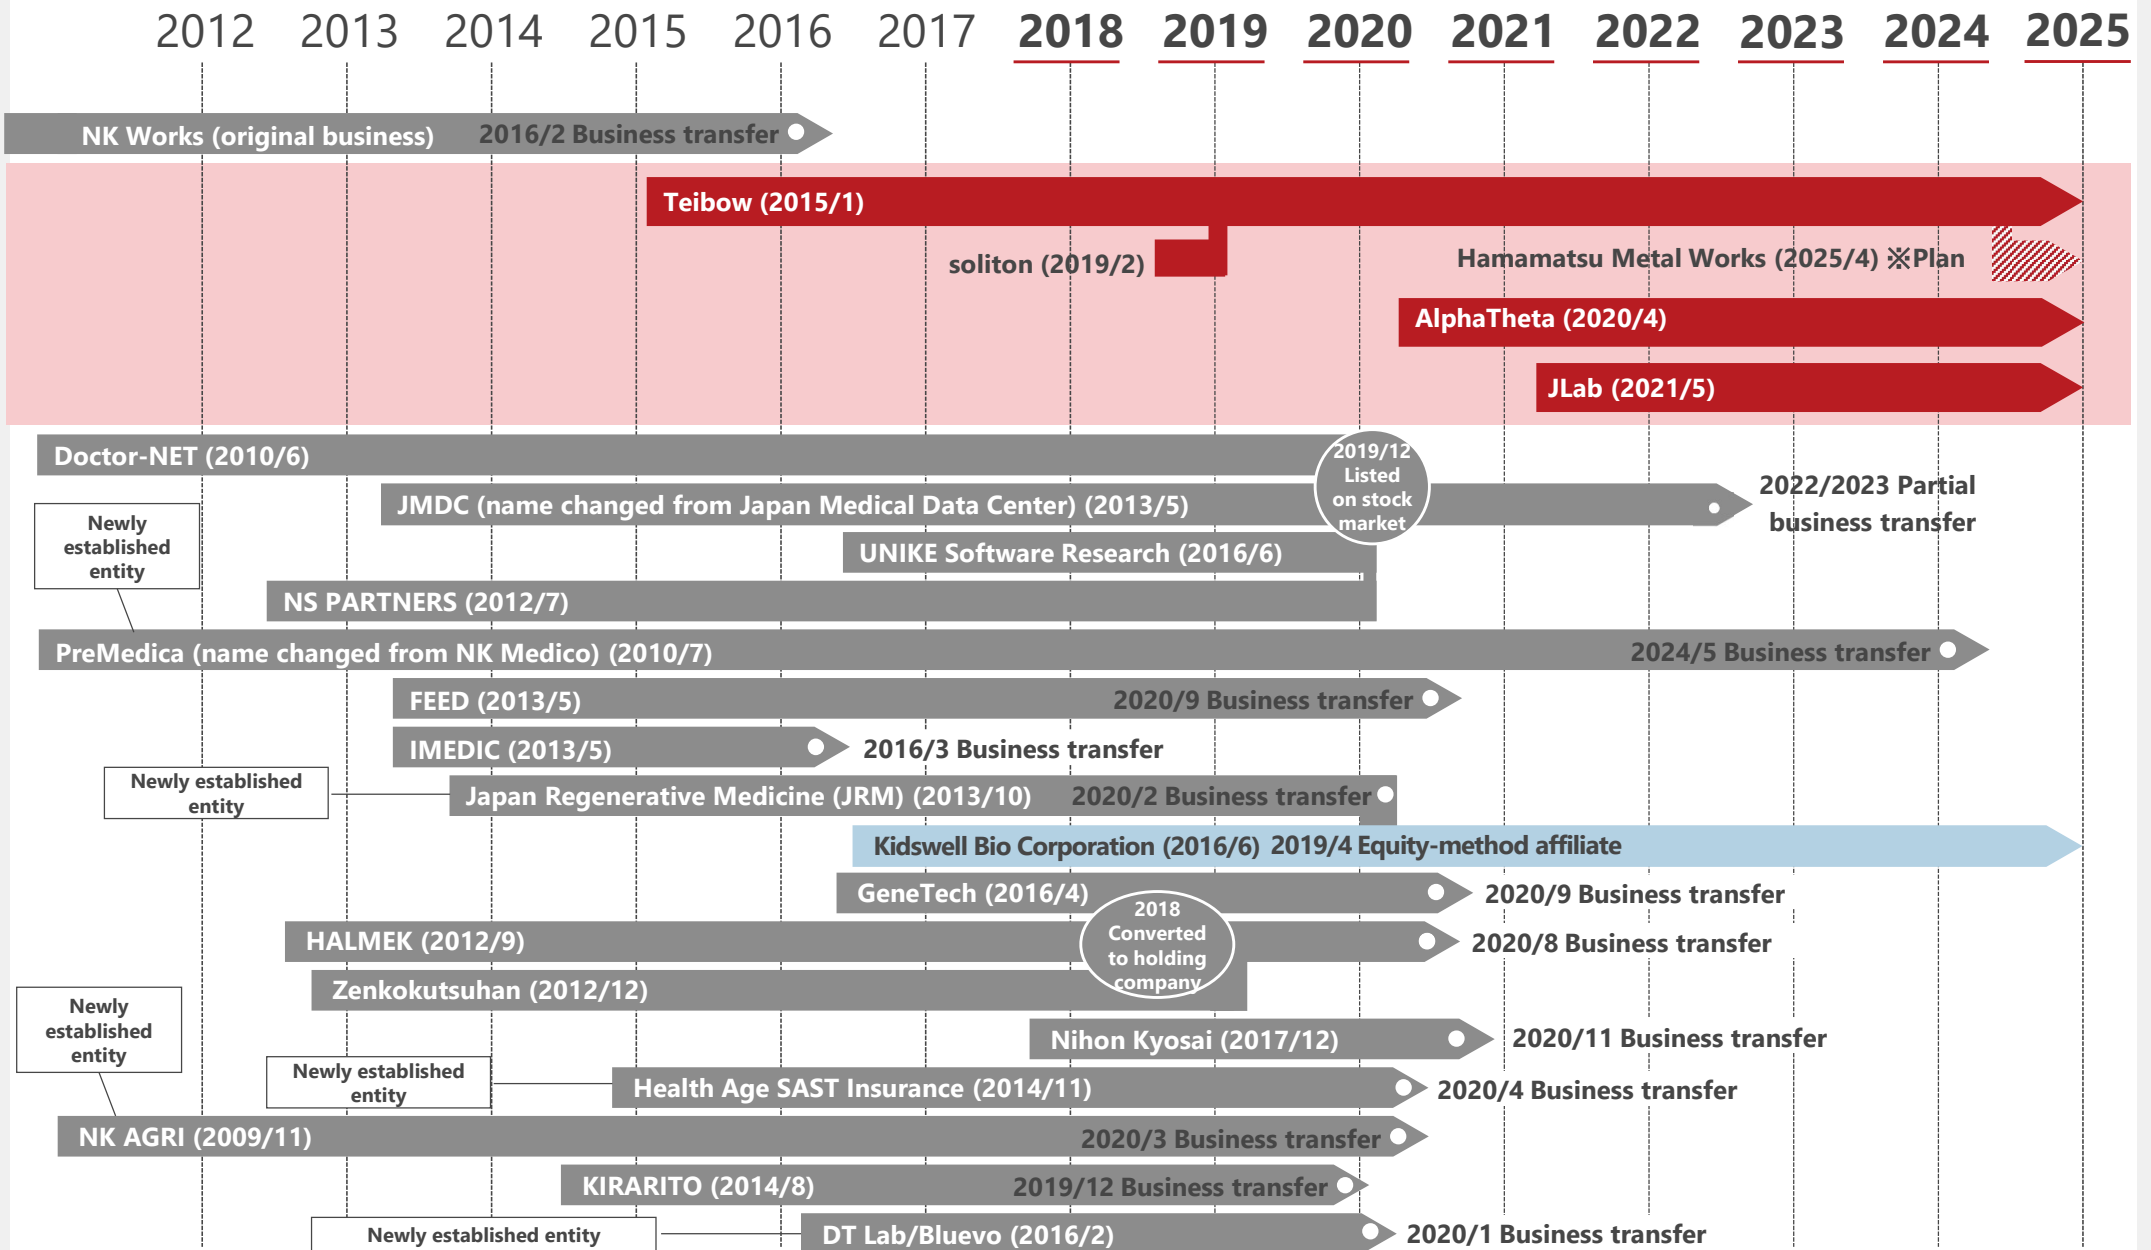 2012 2013 2014 2015 2016 2017 2018 2019 2020 2021 2022 2023 2024 2025
NK Works (original business) 2016/2 Business transfer
Teibow (2015/1)
soliton (2019/2)
Hamamatsu Metal Works (2025/4) ※Plan
AlphaTheta (2020/4)
JLab (2021/5)
Doctor-NET (2010/6)
2019/12
Listed
on stock
market
JMDC (name changed from Japan Medical Data Center) (2013/5)
2022/2023 Partial
business transfer
Newly
established
entity
UNIKE Software Research (2016/6)
NS PARTNERS (2012/7)
PreMedica (name changed from NK Medico) (2010/7) 2024/5 Business transfer
FEED (2013/5) 2020/9 Business transfer
IMEDIC (2013/5) 2016/3 Business transfer
Newly established
entity
Japan Regenerative Medicine (JRM) (2013/10) 2020/2 Business transfer
Kidswell Bio Corporation (2016/6) 2019/4 Equity-method affiliate
GeneTech (2016/4) 2020/9 Business transfer
2018
Converted
to holding
company
HALMEK (2012/9) 2020/8 Business transfer
Zenkokutsuhan (2012/12)
Newly
established
entity
Nihon Kyosai (2017/12) 2020/11 Business transfer
Newly established
entity
Health Age SAST Insurance (2014/11) 2020/4 Business transfer
NK AGRI (2009/11) 2020/3 Business transfer
KIRARITO (2014/8) 2019/12 Business transfer
Newly established entity
DT Lab/Bluevo (2016/2) 2020/1 Business transfer